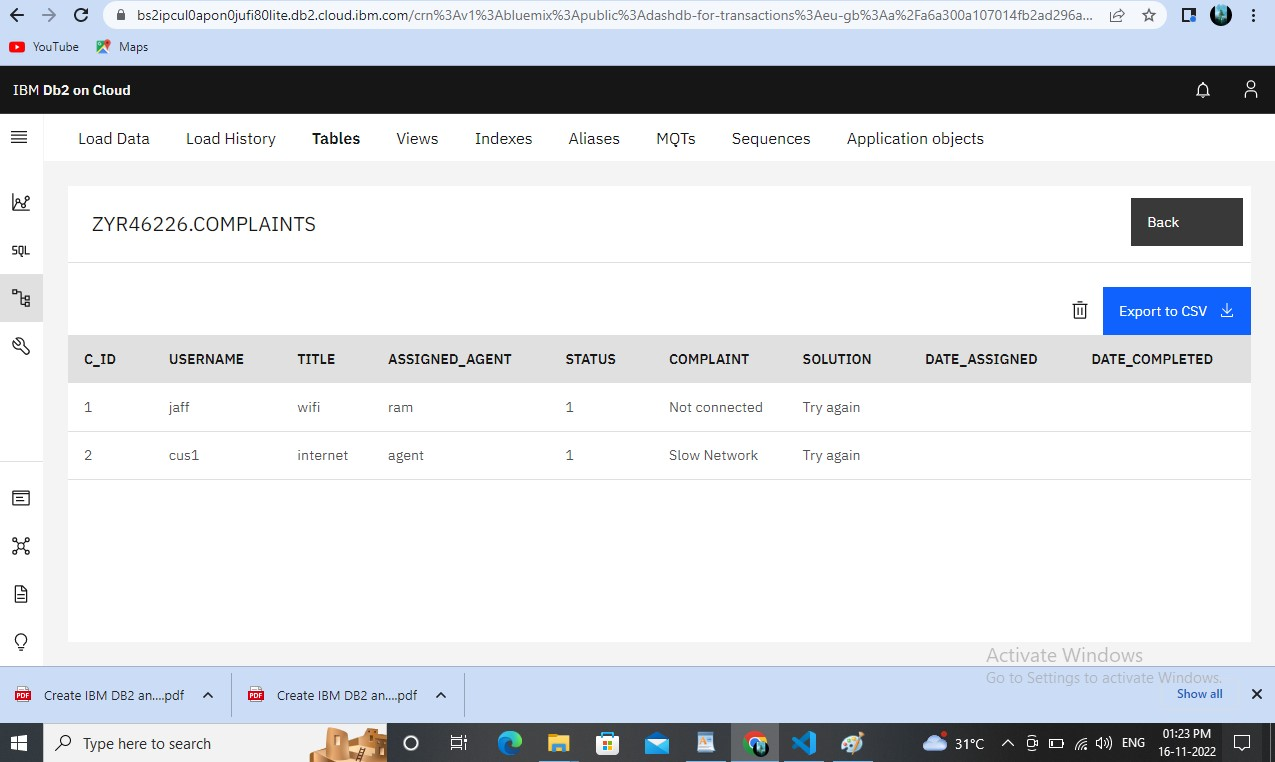 bs2ipcul0apon0jufi80lite.db2.cloud.ibm.com/crn%3Av1%3Abluemix%3Apublic%3Adashdb-for-transactions%3Aeu-gb%3Aa%2Fa6a300a107014fb2ad296a...
YouTube Maps
IBM Db2 on Cloud
Load Data Load History Tables Views Indexes Aliases MQTs Sequences Application objects
ZYR46226.COMPLAINTS
Back
SQL
Export to CSV
C_ID USERNAME TITLE ASSIGNED_AGENT STATUS COMPLAINT SOLUTION DATE_ASSIGNED DATE_COMPLETED
1 jaff wifi ram 1 Not connected Try again
2 cus1 internet agent 1 Slow Network Try again
Activate Windows
Go to Settings to activate Windows.
PDF Create IBM DB2 an....pdf PDF Create IBM DB2 an....pdf Show all
Type here to search
31°C ENG
01:23 PM
16-11-2022